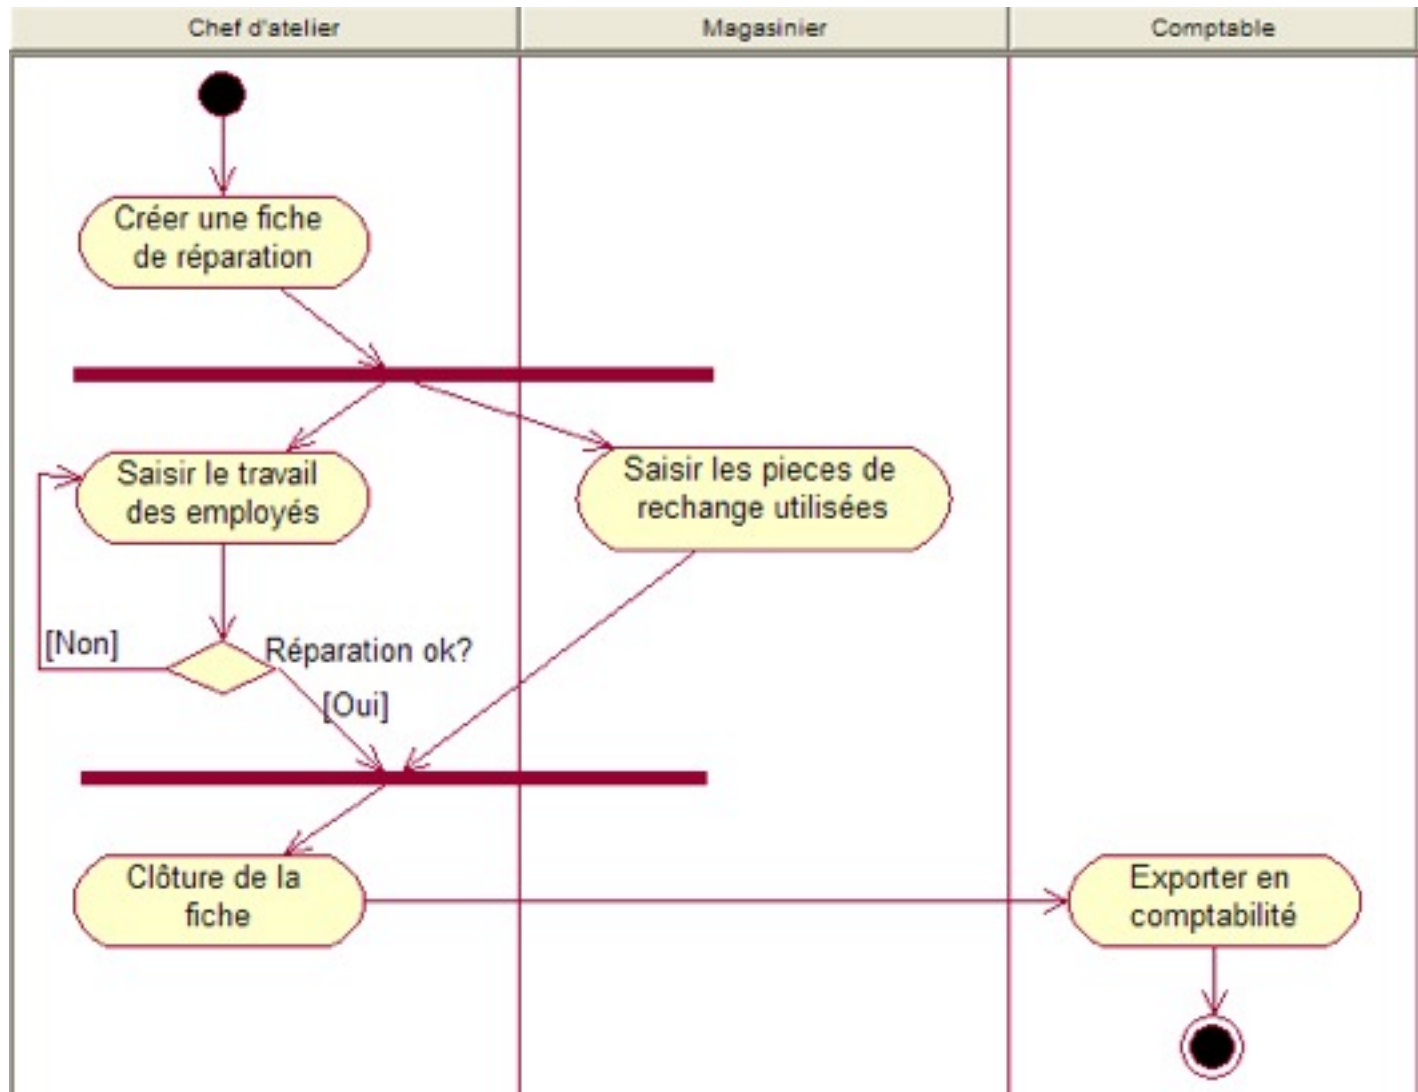 Chef d'atelier
Magasinier
Comptable
Créer une fiche
de réparation
Saisir le travail
des employés
Saisir les pieces de
rechange utilisées
[Non]
Réparation ok?
[Oui]
Clôture de la
fiche
Exporter en
comptabilité